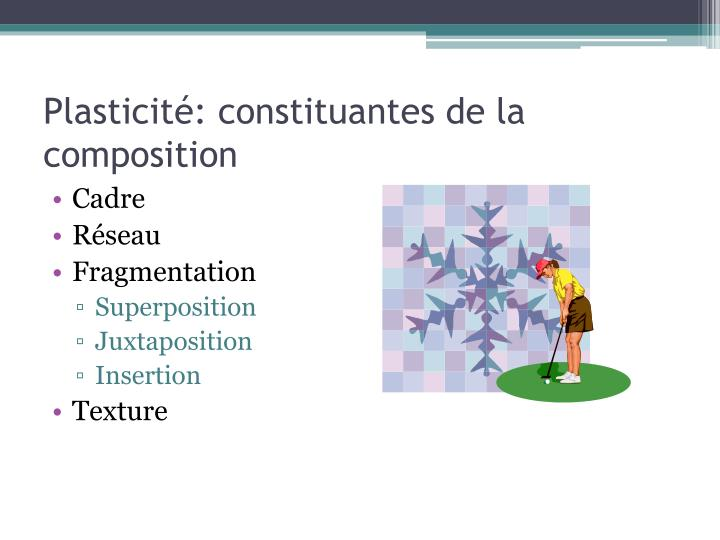 Plasticité: constituantes de la
composition
• Cadre
• Réseau
• Fragmentation
▫ Superposition
▫ Juxtaposition
▫ Insertion
• Texture